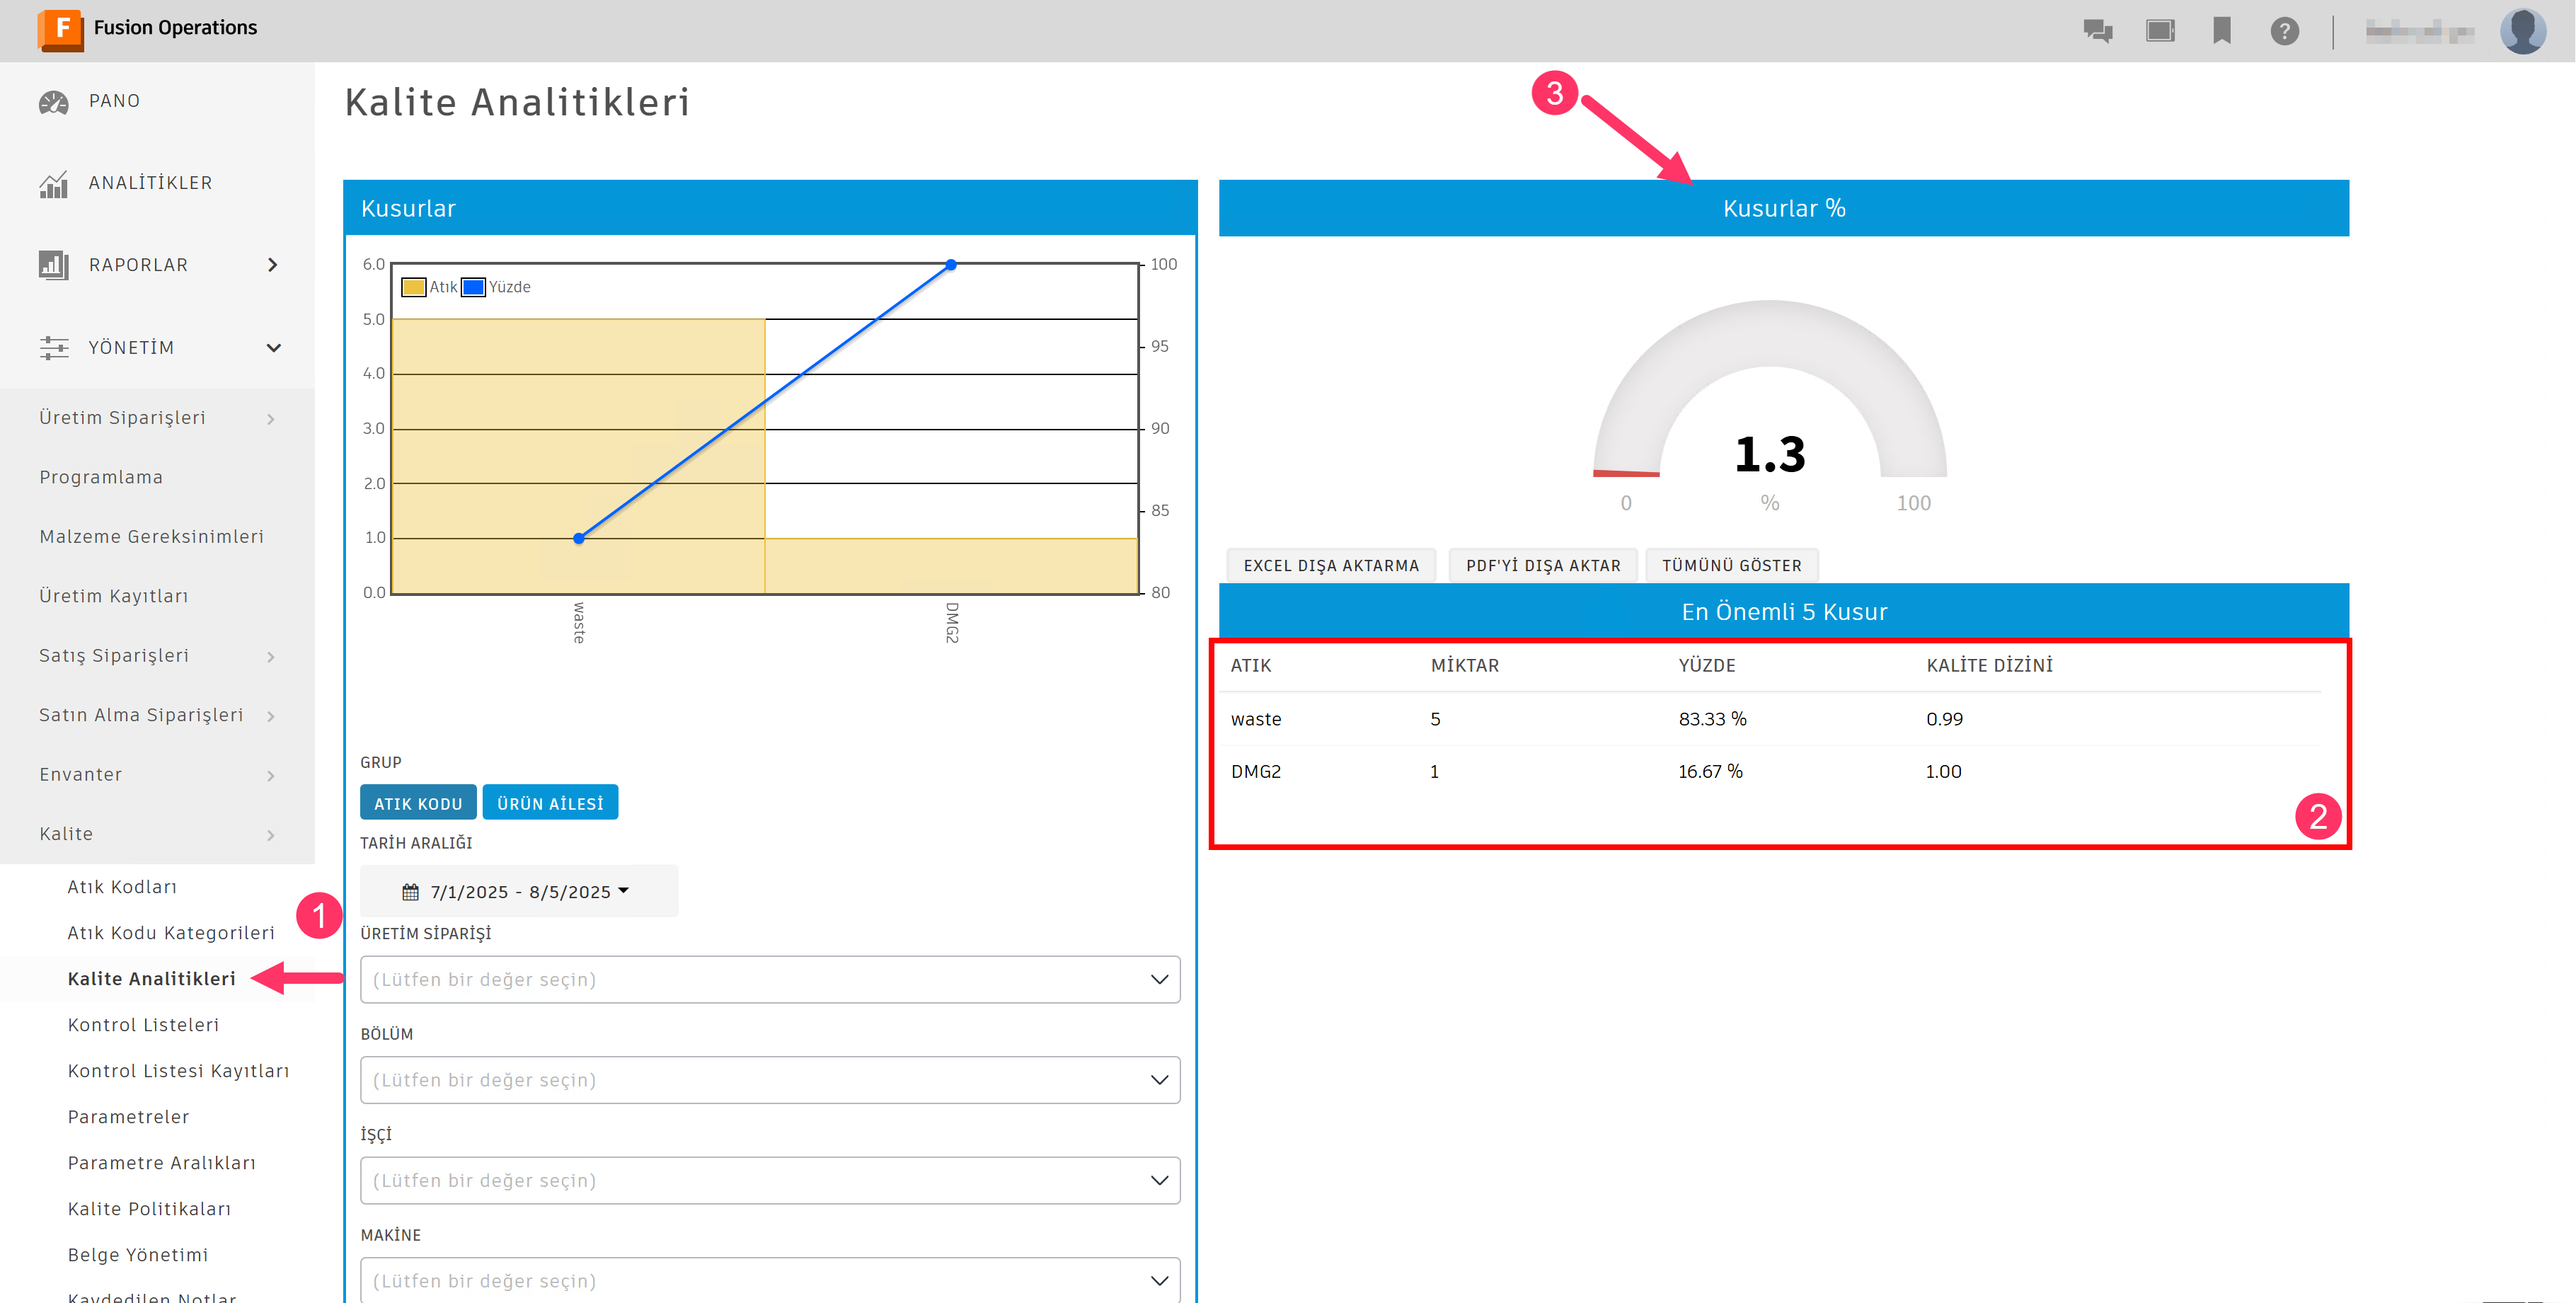 F Fusion Operations
?
PANO
ANALİTİKLER
RAPORLAR
YÖNETİM
Üretim Siparişleri
Programlama
Malzeme Gereksinimleri
Üretim Kayıtları
Satış Siparişleri
Satın Alma Siparişleri
Envanter
Kalite
Atık Kodları
Atık Kodu Kategorileri
Kalite Analitikleri
Kontrol Listeleri
Kontrol Listesi Kayıtları
Parametreler
Parametre Aralıkları
Kalite Politikaları
Belge Yönetimi
Kaydedilen Notlar
1
Kalite Analitikleri
Kusurlar
Atık Yüzde
6.0
5.0
4.0
3.0
2.0
1.0
0.0
100
95
90
85
80
waste
DMG2
GRUP
ATIK KODU ÜRÜN AİLESİ
TARİH ARALIĞI
7/1/2025 - 8/5/2025
ÜRETİM SİPARİŞİ
(Lütfen bir değer seçin)
BÖLÜM
(Lütfen bir değer seçin)
İŞÇİ
(Lütfen bir değer seçin)
MAKİNE
(Lütfen bir değer seçin)
3
Kusurlar %
1.3
0 % 100
EXCEL DIŞA AKTARMA PDF'Yİ DIŞA AKTAR TÜMÜNÜ GÖSTER
En Önemli 5 Kusur
ATIK MİKTAR YÜZDE KALİTE DİZİNİ
waste 5 83.33 % 0.99
DMG2 1 16.67 % 1.00
2